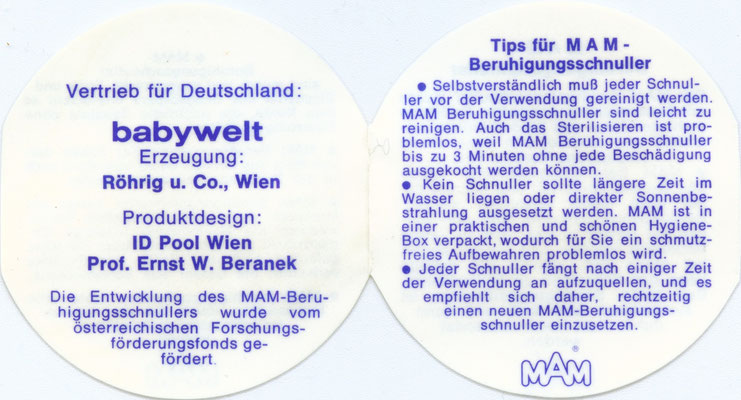 Vertrieb für Deutschland:
babywelt
Erzeugung:
Röhrig u. Co., Wien
Produktdesign:
ID Pool Wien
Prof. Ernst W. Beranek
Die Entwicklung des MAM-Beru-
higungsschnullers wurde vom
österreichischen Forschungs-
förderungsfonds ge-
fördert.
Tips für M A M -
Beruhigungsschnuller
● Selbstverständlich muß jeder Schnul-
ler vor der Verwendung gereinigt werden.
MAM Beruhigungsschnuller sind leicht zu
reinigen. Auch das Sterilisieren ist pro-
blemlos, weil MAM Beruhigungsschnuller
bis zu 3 Minuten ohne jede Beschädigung
ausgekocht werden können.
● Kein Schnuller sollte längere Zeit im
Wasser liegen oder direkter Sonnenbe-
strahlung ausgesetzt werden. MAM ist in
einer praktischen und schönen Hygiene-
Box verpackt, wodurch für Sie ein schmutz-
freies Aufbewahren problemlos wird.
● Jeder Schnuller fängt nach einiger Zeit
der Verwendung an aufzuquellen, und es
empfiehlt sich daher, rechtzeitig
einen neuen MAM-Beruhigungs-
schnuller einzusetzen.
MAM®